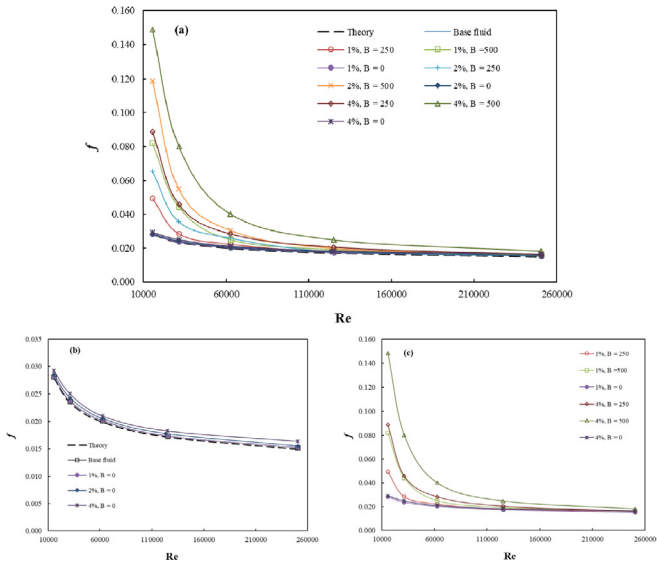 (a)
Theory
Base fluid
1%, B = 250
1%, B =500
1%, B = 0
2%, B = 250
2%, B = 500
2%, B = 0
4%, B = 250
4%, B = 500
4%, B = 0
0.160
0.140
0.120
0.100
0.080
0.060
0.040
0.020
0.000
f
10000
60000
110000
160000
210000
260000
Re
(b)
0.035
0.030
0.025
0.020
0.015
0.010
0.005
0.000
f
Theory
Base fluid
1%, B = 0
2%, B = 0
4%, B = 0
10000
60000
110000
160000
210000
260000
Re
(c)
0.160
0.140
0.120
0.100
0.080
0.060
0.040
0.020
0.000
f
1%, B = 250
1%, B =500
1%, B = 0
4%, B = 250
4%, B = 500
4%, B = 0
10000
60000
110000
160000
210000
260000
Re